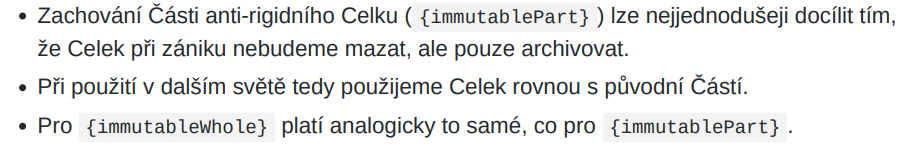 • Zachování Části anti-rigidního Celku ( {immutablePart} ) lze nejjednodušeji docílit tím,
že Celek při zániku nebudeme mazat, ale pouze archivovat.
• Při použití v dalším světě tedy použijeme Celek rovnou s původní Částí.
• Pro {immutableWhole} platí analogicky to samé, co pro {immutablePart} .